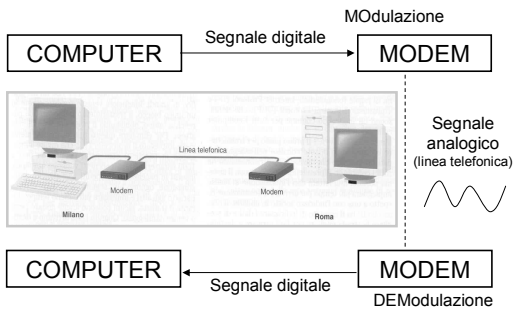 MOdulazione
COMPUTER
Segnale digitale
MODEM
Linea telefonica
Modem
Modem
Milano
Roma
Segnale
analogico
(linea telefonica)
COMPUTER
Segnale digitale
MODEM
DEModulazione